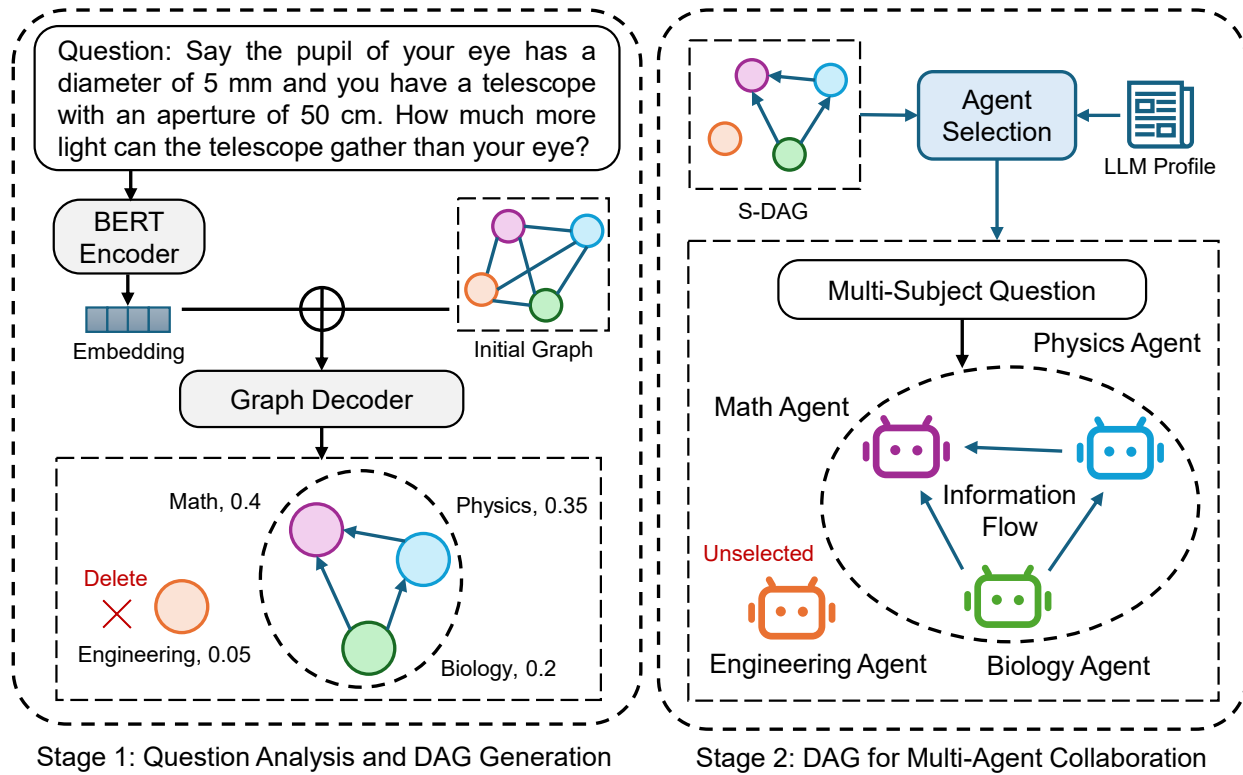 Question: Say the pupil of your eye has a
diameter of 5 mm and you have a telescope
with an aperture of 50 cm. How much more
light can the telescope gather than your eye?
BERT
Encoder
Embedding
Initial Graph
Graph Decoder
Math, 0.4
Physics, 0.35
Delete
Engineering, 0.05
Biology, 0.2
Stage 1: Question Analysis and DAG Generation
S-DAG
Agent
Selection
LLM Profile
Multi-Subject Question
Physics Agent
Math Agent
Information
Flow
Unselected
Engineering Agent
Biology Agent
Stage 2: DAG for Multi-Agent Collaboration